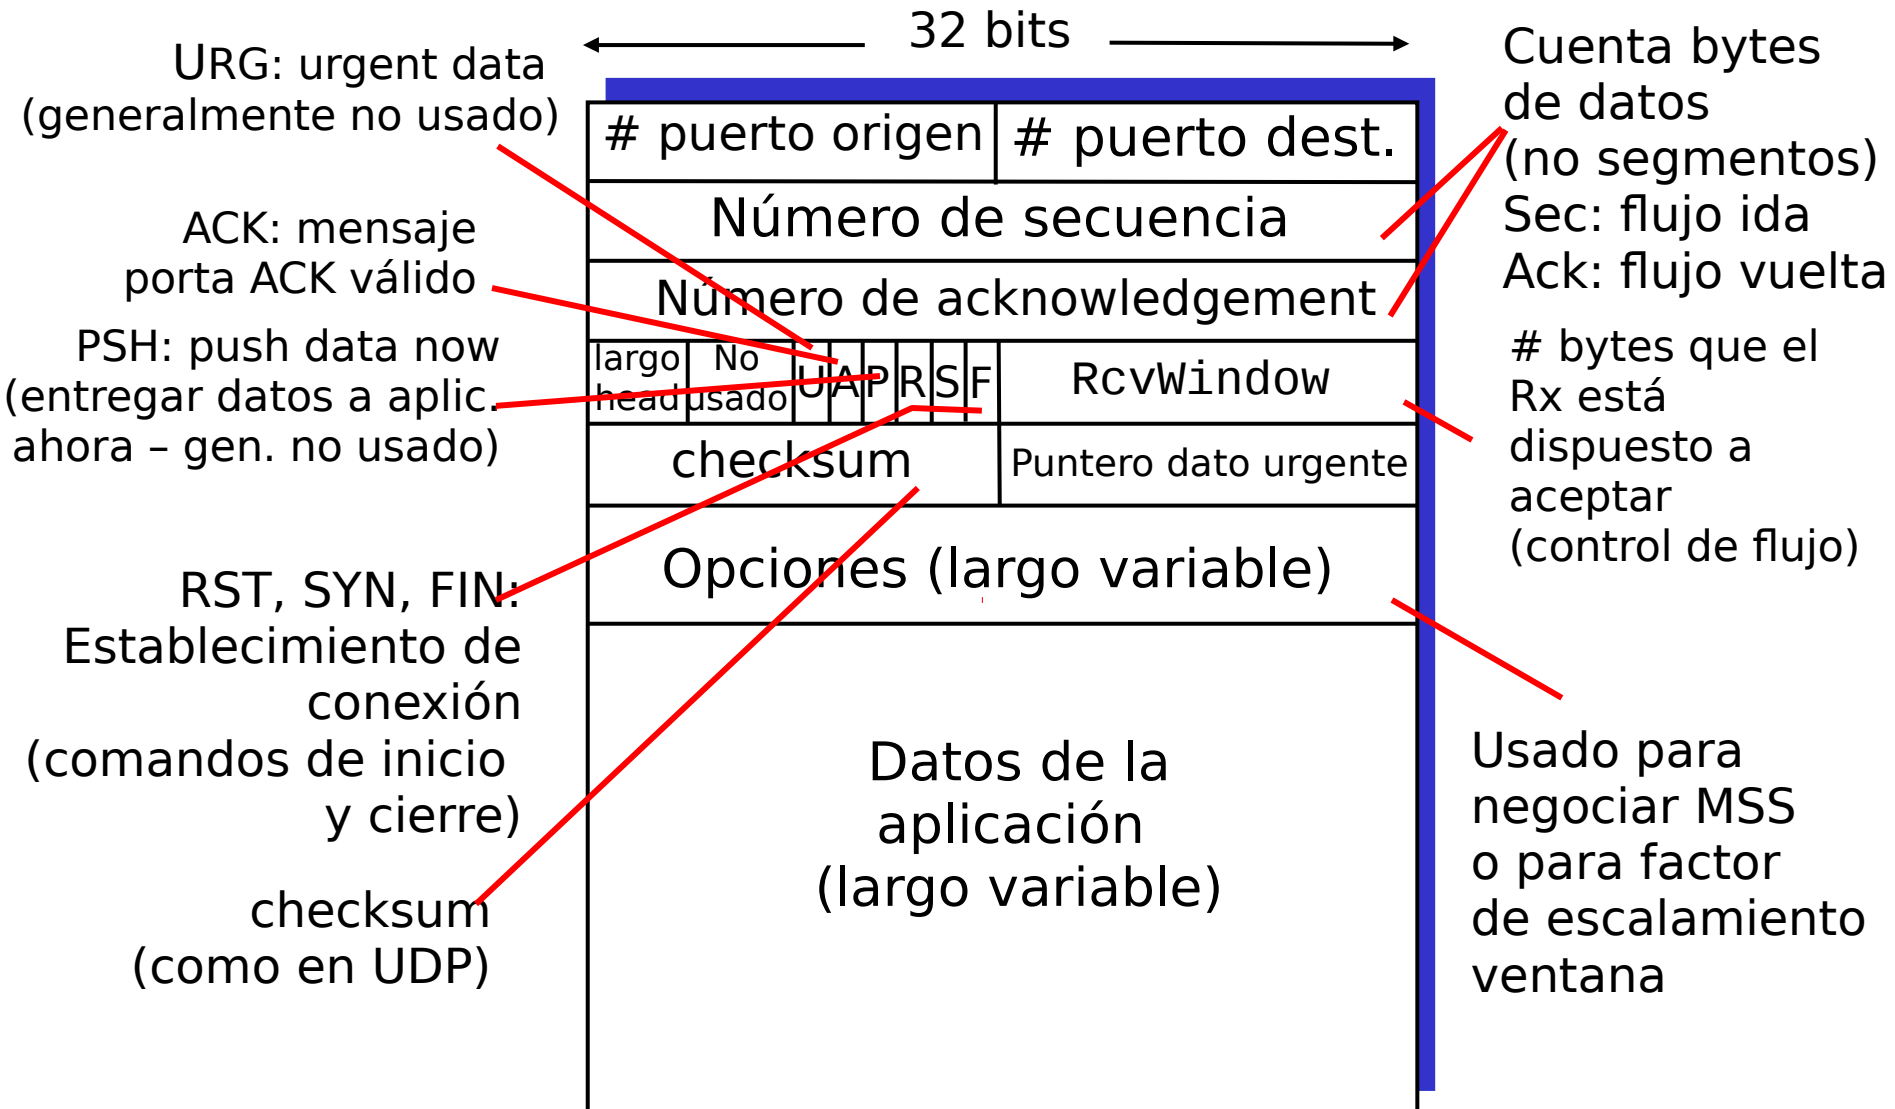 32 bits
URG: urgent data
(generalmente no usado)
ACK: mensaje
porta ACK válido
PSH: push data now
(entregar datos a aplic.
ahora – gen. no usado)
RST, SYN, FIN:
Establecimiento de
conexión
(comandos de inicio
y cierre)
checksum
(como en UDP)
# puerto origen
# puerto dest.
Número de secuencia
Número de acknowledgement
largo
head
No
usado
U
A
P
R
S
F
RcvWindow
checksum
Puntero dato urgente
Opciones (largo variable)
Datos de la
aplicación
(largo variable)
Cuenta bytes
de datos
(no segmentos)
Sec: flujo ida
Ack: flujo vuelta
# bytes que el
Rx está
dispuesto a
aceptar
(control de flujo)
Usado para
negociar MSS
o para factor
de escalamiento
ventana